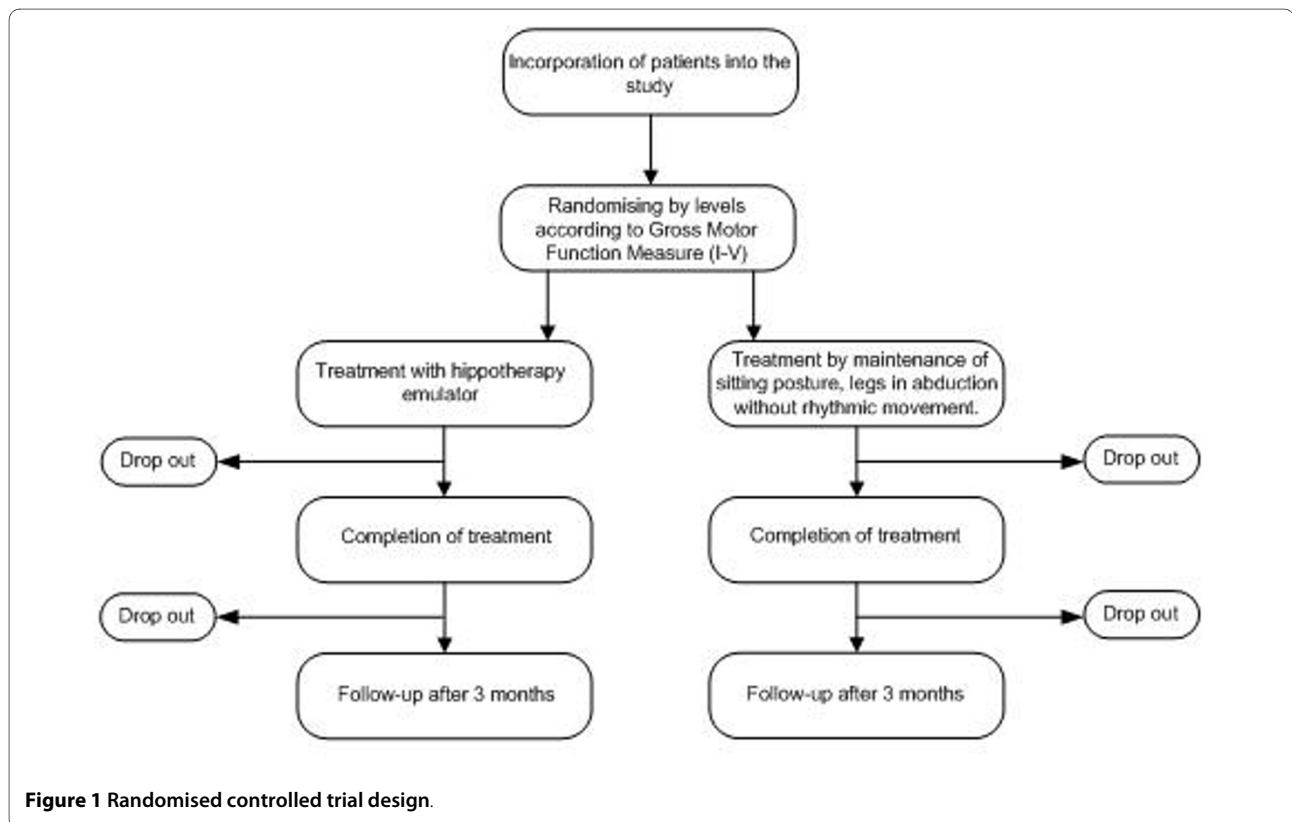 Incorporation of patients into the
study
Randomising by levels
according to Gross Motor
Function Measure (I-V)
Treatment with hippotherapy
emulator
Treatment by maintenance of
sitting posture, legs in abduction
without rhythmic movement.
Drop out
Drop out
Completion of treatment
Completion of treatment
Drop out
Drop out
Follow-up after 3 months
Follow-up after 3 months
Figure 1 Randomised controlled trial design.